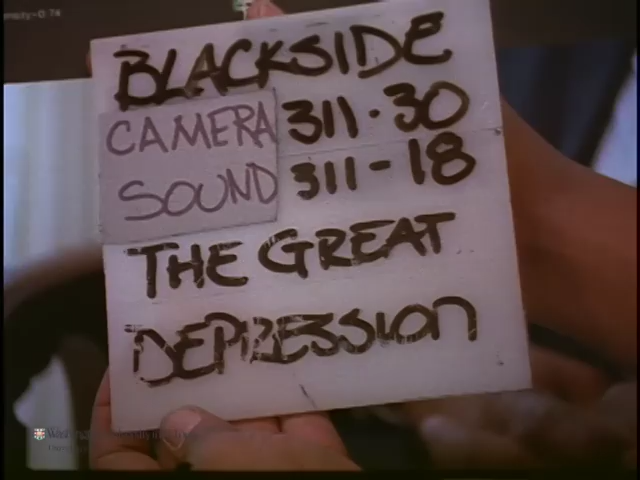 BLACKSIDE
CAMERA 311·30
SOUND 311-18
THE GREAT
DEPRESSION